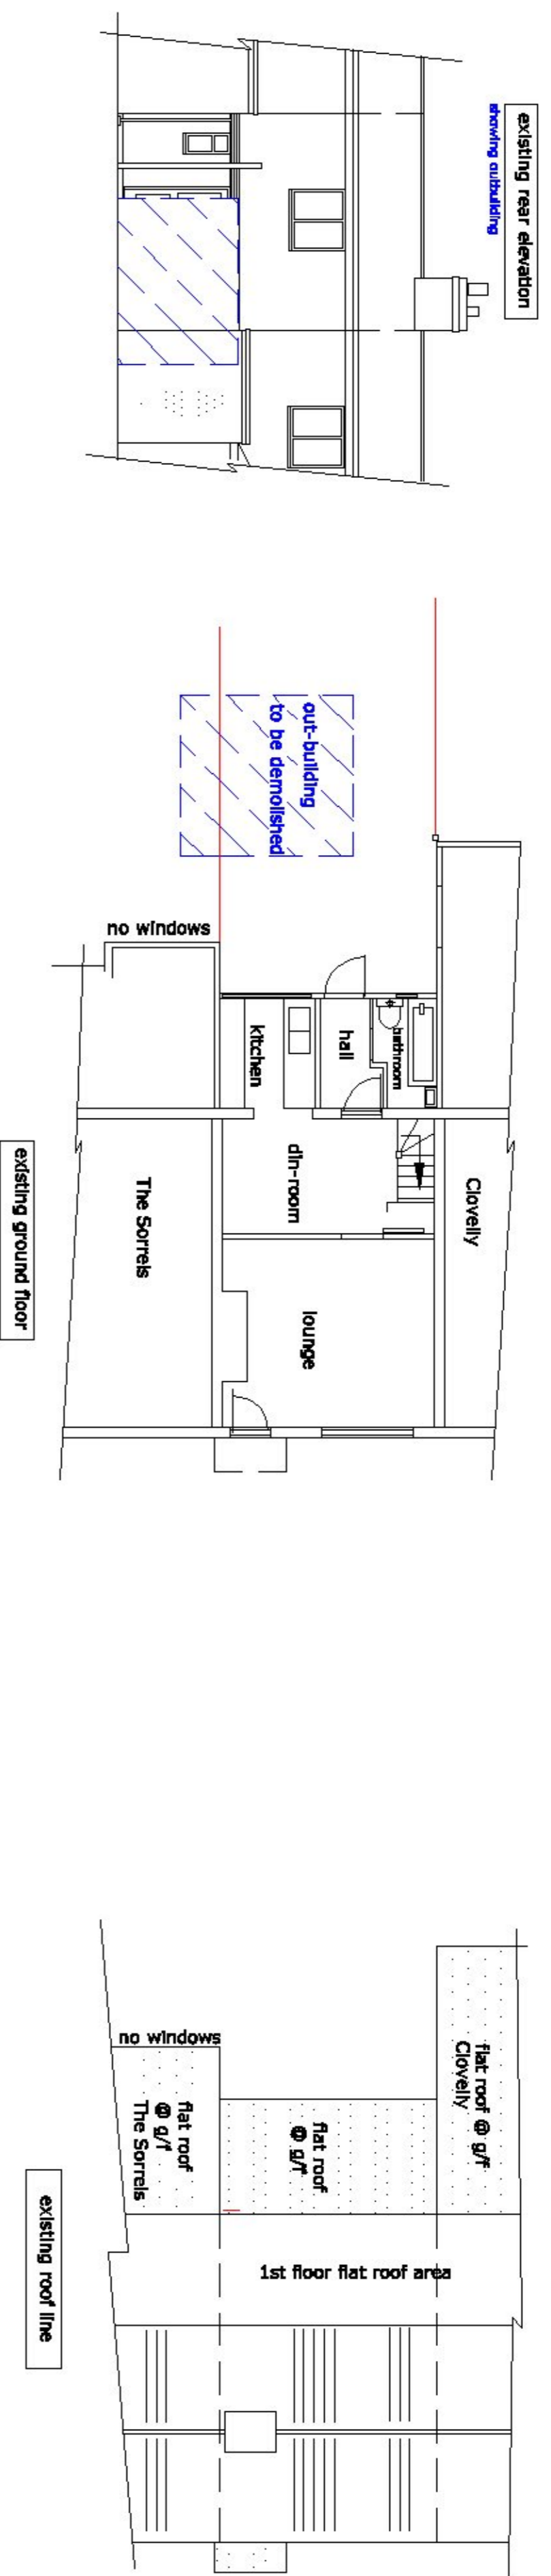 existing rear elevation
showing outbuilding
out-building
to be demolished
no windows
kitchen
hall
bathroom
din-room
lounge
Clovelly
The Sorrels
existing ground floor
no windows
flat roof
@ g/f
The Sorrels
flat roof
@ g/f
flat roof @ g/f
Clovelly
1st floor flat roof area
existing roof line